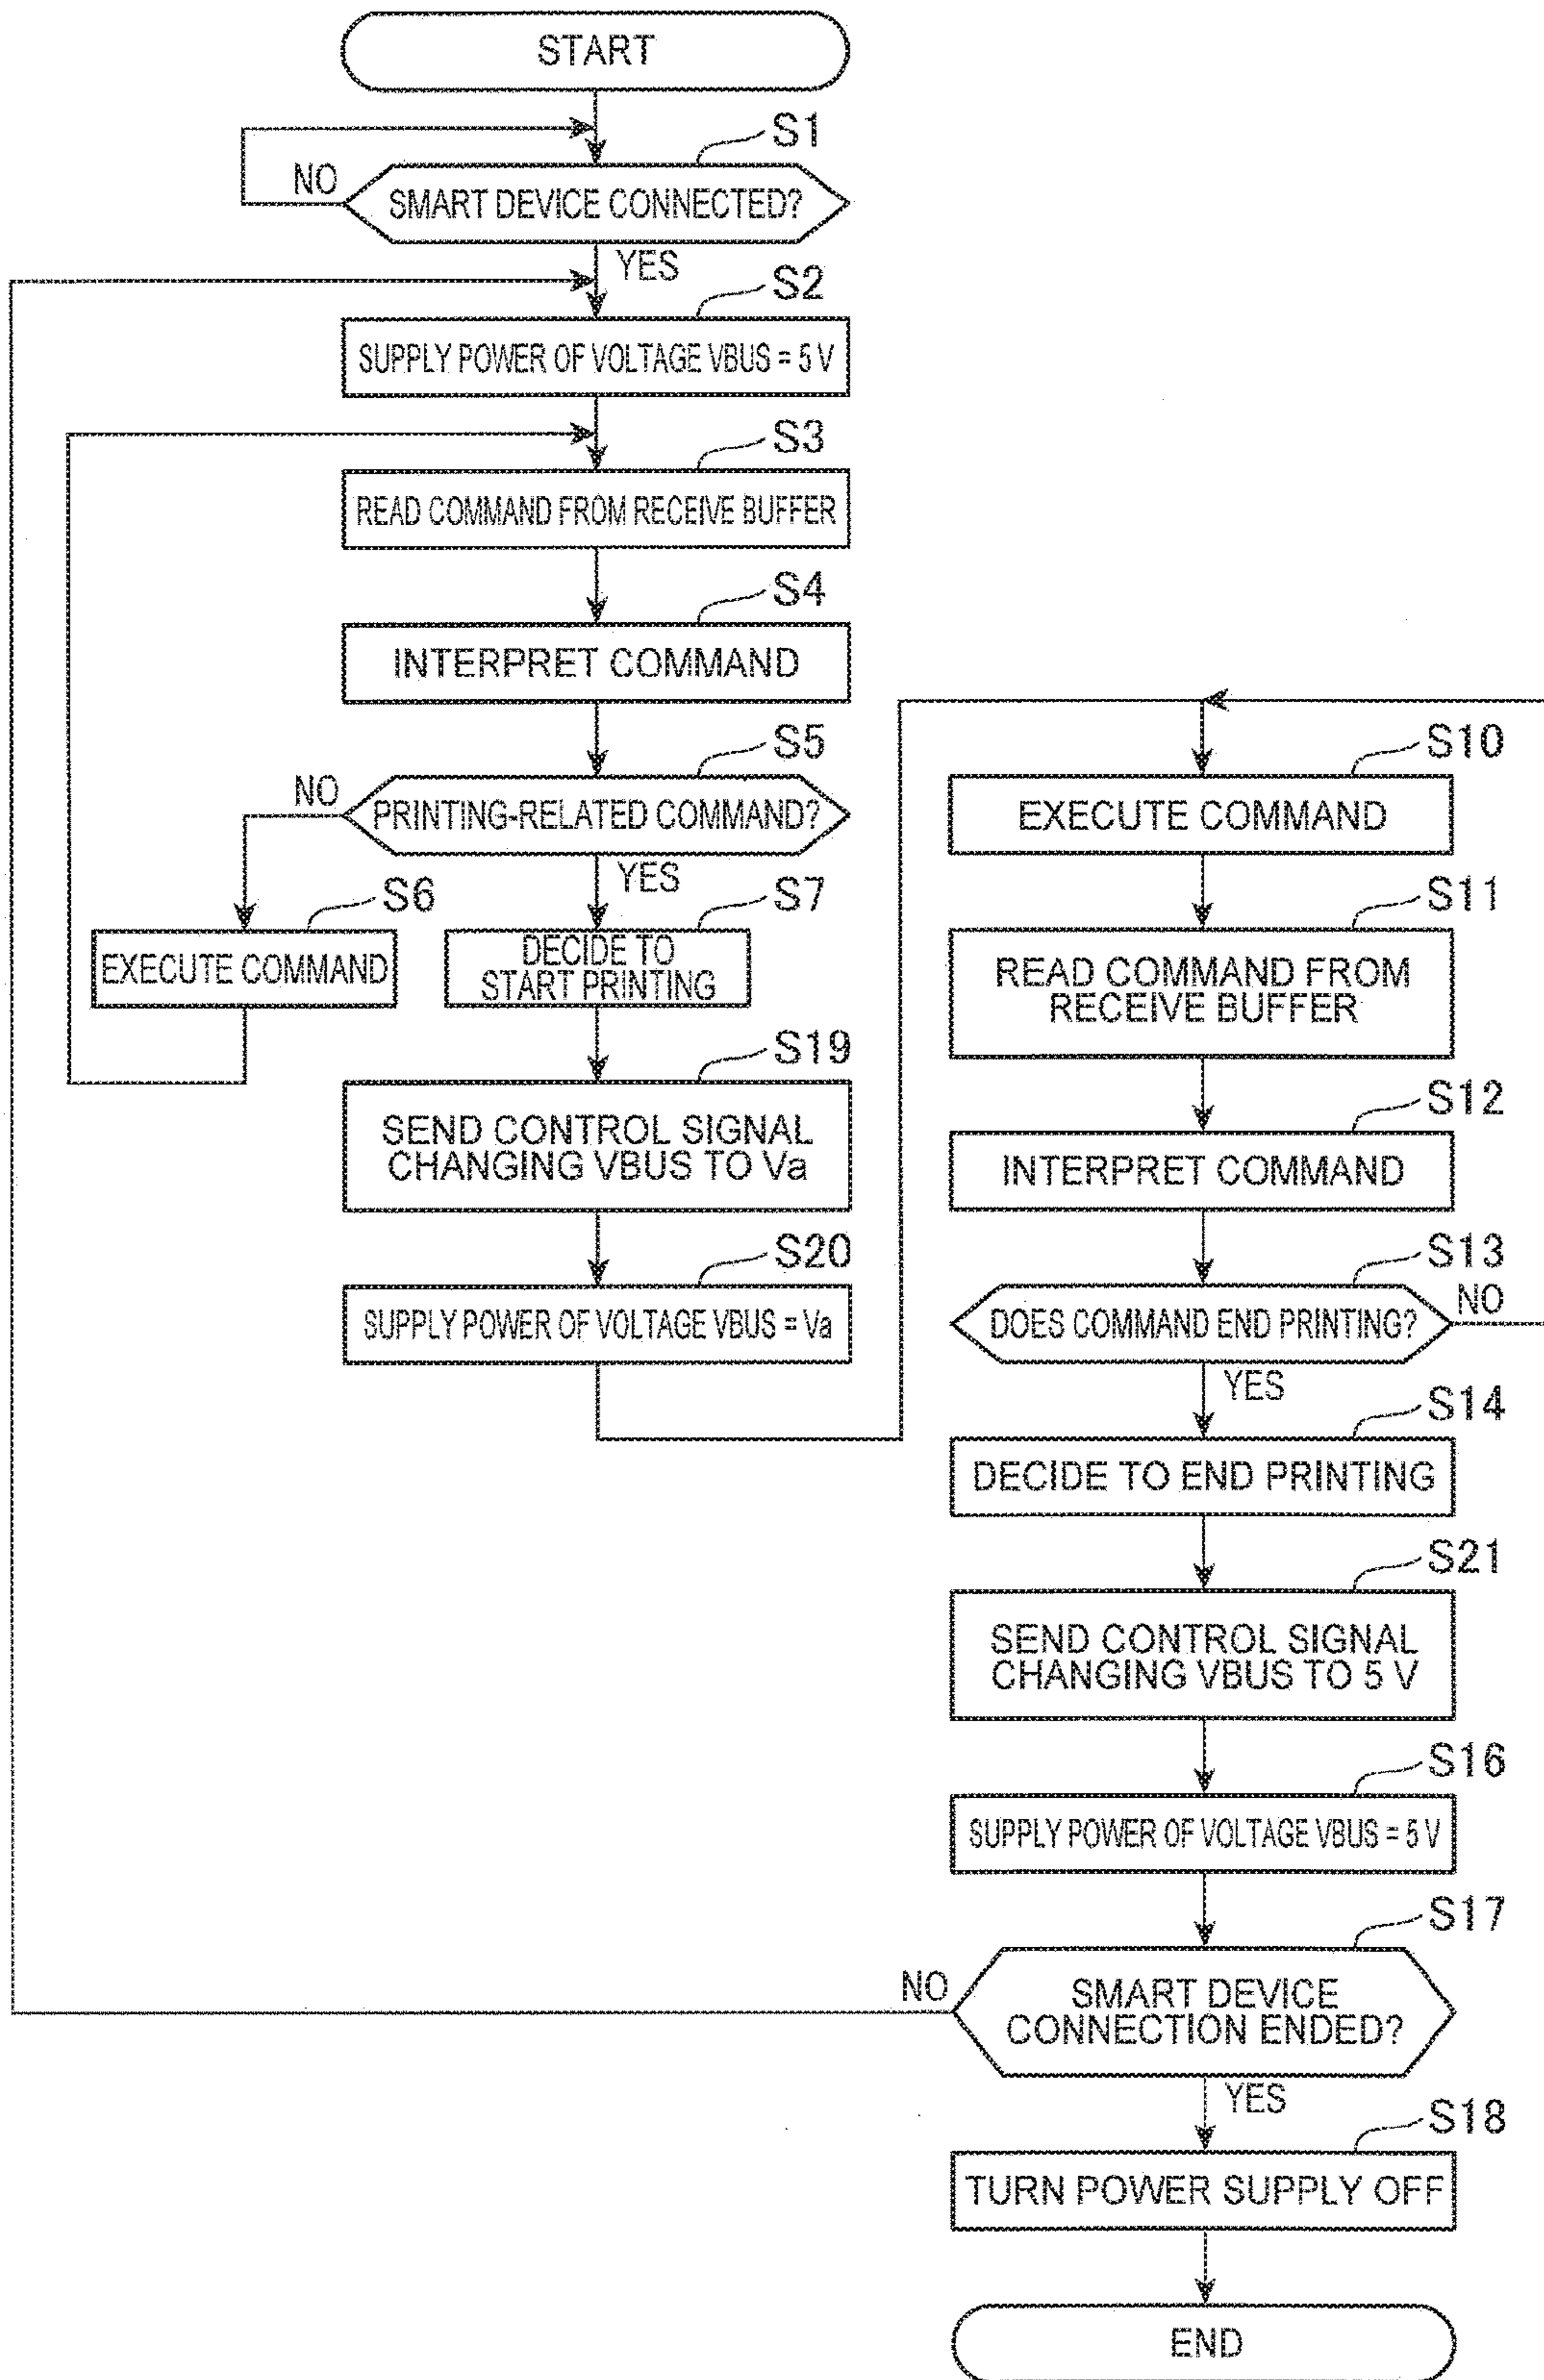 START
S1
NO
SMART DEVICE CONNECTED?
YES
S2
SUPPLY POWER OF VOLTAGE VBUS = 5 V
S3
READ COMMAND FROM RECEIVE BUFFER
S4
INTERPRET COMMAND
S5
NO
PRINTING-RELATED COMMAND?
YES
S6
EXECUTE COMMAND
S7
DECIDE TO
START PRINTING
S19
SEND CONTROL SIGNAL
CHANGING VBUS TO Va
S20
SUPPLY POWER OF VOLTAGE VBUS = Va
S10
EXECUTE COMMAND
S11
READ COMMAND FROM
RECEIVE BUFFER
S12
INTERPRET COMMAND
S13
DOES COMMAND END PRINTING?
NO
YES
S14
DECIDE TO END PRINTING
S21
SEND CONTROL SIGNAL
CHANGING VBUS TO 5 V
S16
SUPPLY POWER OF VOLTAGE VBUS = 5 V
S17
NO
SMART DEVICE
CONNECTION ENDED?
YES
S18
TURN POWER SUPPLY OFF
END